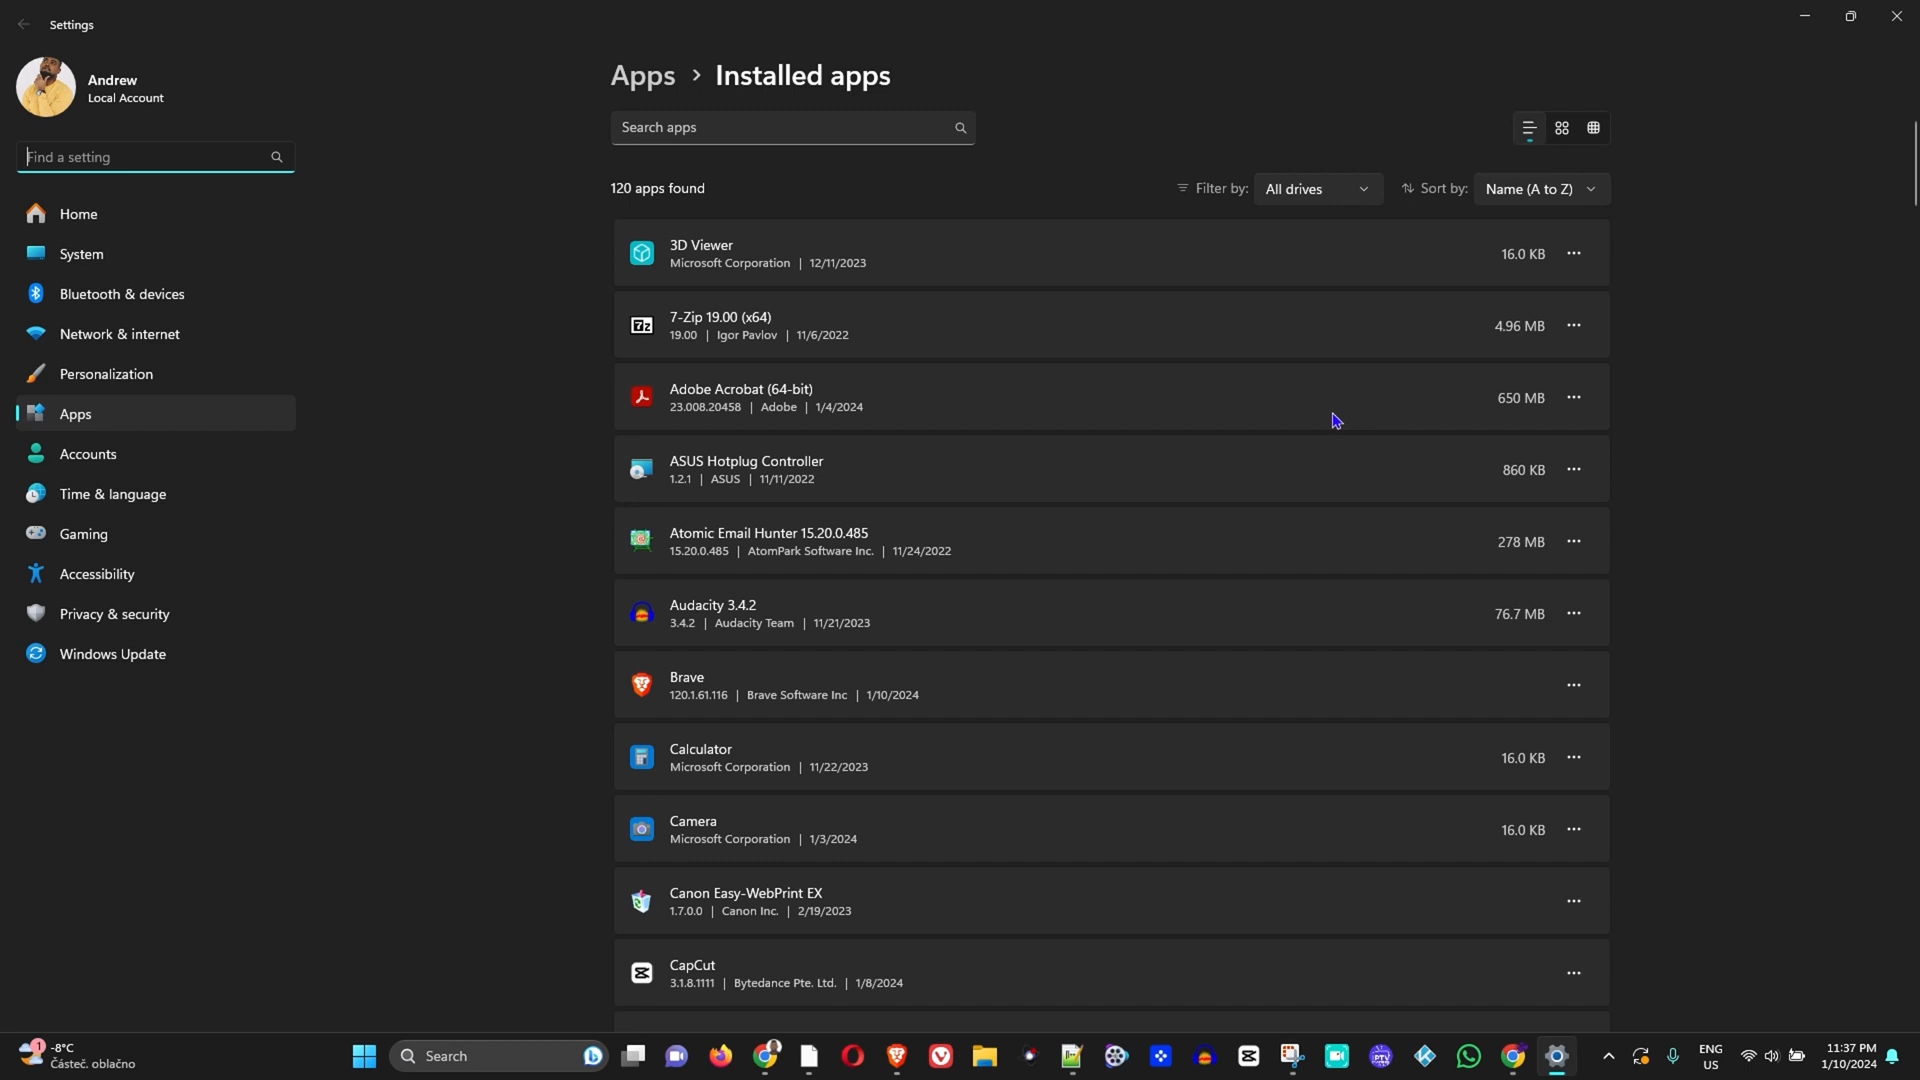 Settings
Andrew
Local Account
Find a setting
Home
System
Bluetooth & devices
Network & internet
Personalization
Apps
Accounts
Time & language
Gaming
Accessibility
Privacy & security
Windows Update
Apps > Installed apps
Search apps
120 apps found
Filter by: All drives
Sort by: Name (A to Z)
3D Viewer
Microsoft Corporation | 12/11/2023
16.0 KB
7-Zip 19.00 (x64)
19.00 | Igor Pavlov | 11/6/2022
4.96 MB
Adobe Acrobat (64-bit)
23.008.20458 | Adobe | 1/4/2024
650 MB
ASUS Hotplug Controller
1.2.1 | ASUS | 11/11/2022
860 KB
Atomic Email Hunter 15.20.0.485
15.20.0.485 | AtomPark Software Inc. | 11/24/2022
278 MB
Audacity 3.4.2
3.4.2 | Audacity Team | 11/21/2023
76.7 MB
Brave
120.1.61.116 | Brave Software Inc | 1/10/2024
Calculator
Microsoft Corporation | 11/22/2023
16.0 KB
Camera
Microsoft Corporation | 1/3/2024
16.0 KB
Canon Easy-WebPrint EX
1.7.0.0 | Canon Inc. | 2/19/2023
CapCut
3.1.8.1111 | Bytedance Pte. Ltd. | 1/8/2024
1
-8°C
Částeč. oblačno
Search
ENG
US
11:37 PM
1/10/2024